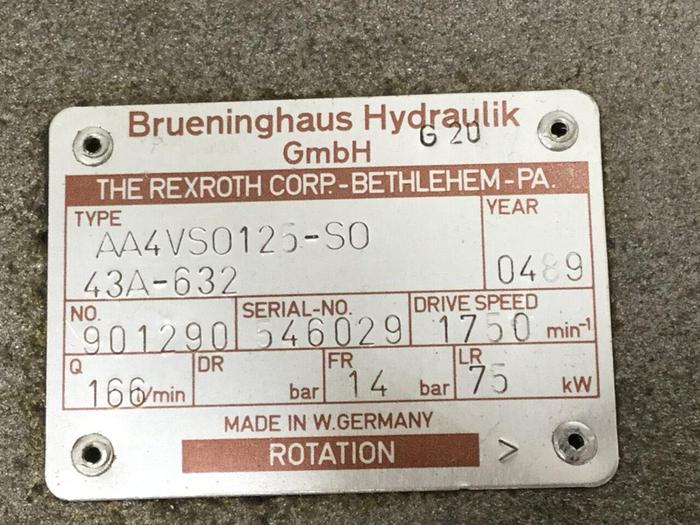 Brueninghaus Hydraulik
G 20
GmbH
THE REXROTH CORP.-BETHLEHEM-PA.
TYPE YEAR
AA4VSO125-SO
43A-632 0489
NO. SERIAL-NO. DRIVE SPEED
901290 546029 1750 min-1
Q DR FR LR
166 l/min bar 14 bar 75 kW
MADE IN W.GERMANY
ROTATION >